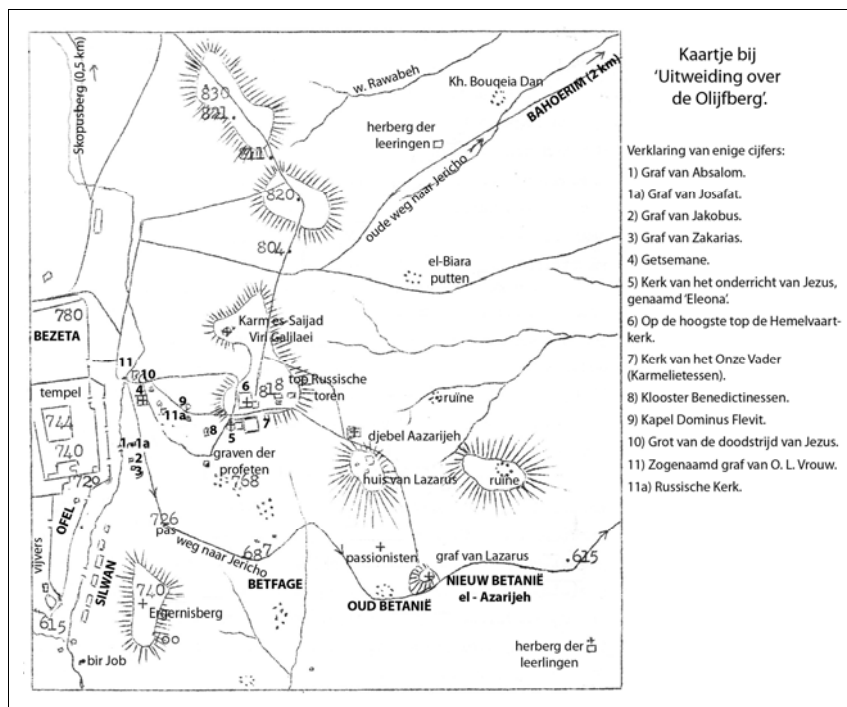 Kaartje bij
'Uitweiding over
de Olijfberg'.
Verklaring van enige cijfers:
1) Graf van Absalom.
1a) Graf van Josafat.
2) Graf van Jakobus.
3) Graf van Zakarias.
4) Getsemane.
5) Kerk van het onderricht van Jezus,
genaamd 'Eleona'.
6) Op de hoogste top de Hemelvaart-
kerk.
7) Kerk van het Onze Vader
(Karmelietessen).
8) Klooster Benedictinessen.
9) Kapel Dominus Flevit.
10) Grot van de doodstrijd van Jezus.
11) Zogenaamd graf van O. L. Vrouw.
11a) Russische Kerk.
Skopusberg (0,5 km)
830
821
811
w. Rawabeh
Kh. Bouqeia Dan
BAHOERIM (2 km)
herberg der
leeringen
oude weg naar Jericho
820
804
el-Biara
putten
780
BEZETA
Karm es-Saijad
Viri Galilaei
11
10
4
9
11a
6
818
top Russische
toren
8
5
7
ruïne
tempel
744
740
729
1
1a
2
3
graven der
profeten
768
djebel Aazarijeh
huis van Lazarus
ruïne
OFEL
726
pas
weg naar Jericho
687
BETFAGE
passionisten
graf van Lazarus
615
vijvers
SILWAN
740
Ergernisberg
700
OUD BETANIË
NIEUW BETANIË
el - Azarijeh
615
bir Job
herberg der
leerlingen